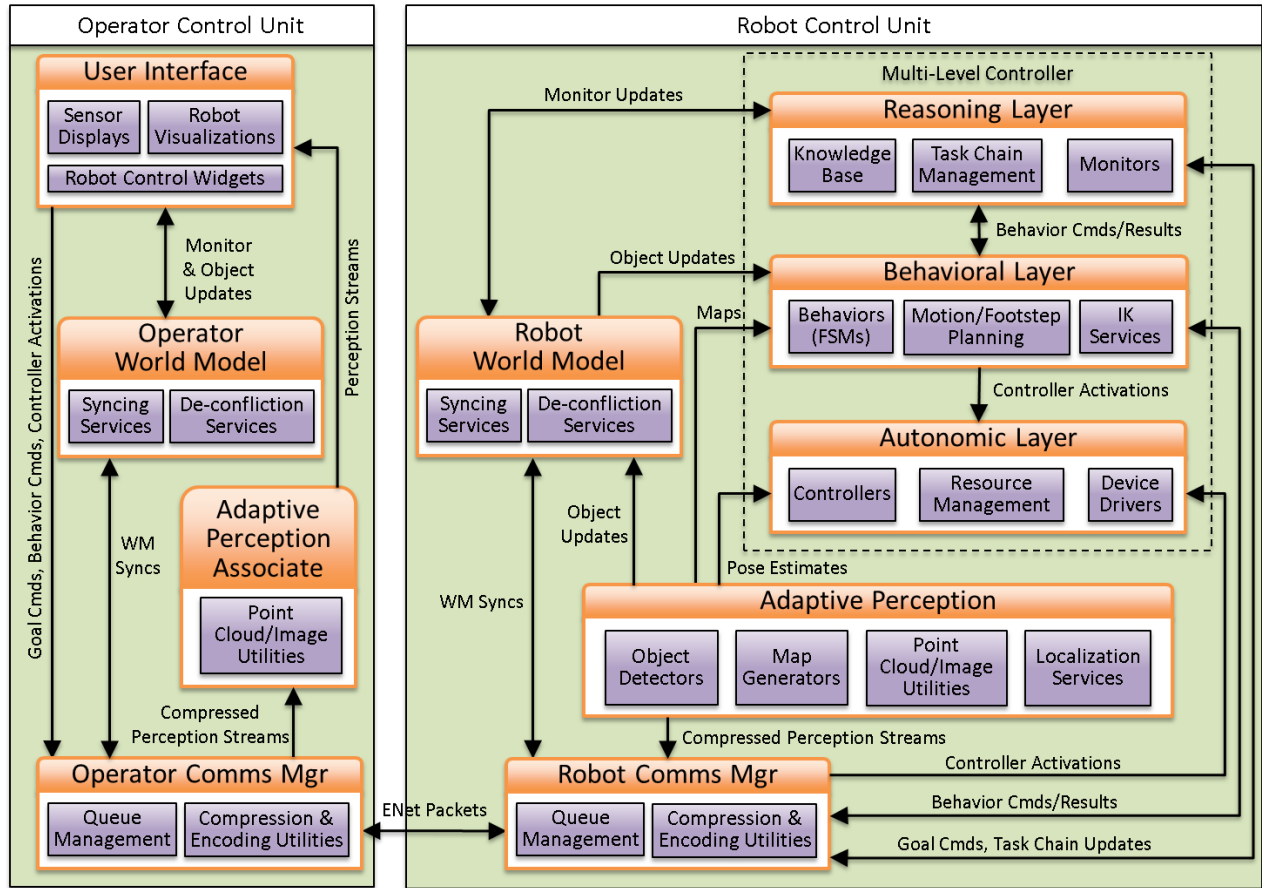 Operator Control Unit
User Interface
Sensor
Displays
Robot
Visualizations
Robot Control Widgets
Goal Cmds, Behavior Cmds, Controller Activations
Monitor
& Object
Updates
Perception Streams
Operator
World Model
Syncing
Services
De-confliction
Services
WM
Syncs
Adaptive
Perception
Associate
Point
Cloud/Image
Utilities
Compressed
Perception Streams
Operator Comms Mgr
Queue
Management
Compression &
Encoding Utilities
ENet Packets
Robot Control Unit
Multi-Level Controller
Monitor Updates
Reasoning Layer
Knowledge
Base
Task Chain
Management
Monitors
Behavior Cmds/Results
Object Updates
Behavioral Layer
Maps
Behaviors
(FSMs)
Motion/Footstep
Planning
IK
Services
Robot
World Model
Syncing
Services
De-confliction
Services
Controller Activations
Autonomic Layer
Controllers
Resource
Management
Device
Drivers
Object
Updates
Pose Estimates
WM Syncs
Adaptive Perception
Object
Detectors
Map
Generators
Point
Cloud/Image
Utilities
Localization
Services
Compressed Perception Streams
Robot Comms Mgr
Queue
Management
Compression &
Encoding Utilities
Controller Activations
Behavior Cmds/Results
Goal Cmds, Task Chain Updates